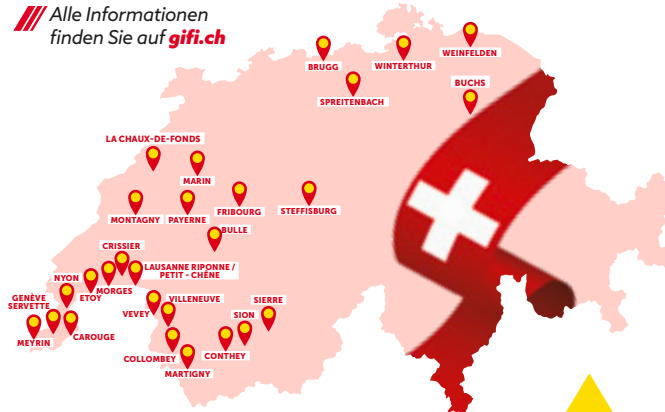 Alle Informationen
finden Sie auf gifi.ch
BRUGG
WINTERTHUR
WEINFELDEN
SPREITENBACH
BUCHS
LA CHAUX-DE-FONDS
MARIN
MONTAGNY
PAYERNE
FRIBOURG
STEFFISBURG
BULLE
CRISSIER
LAUSANNE RIPONNE /
PETIT - CHÊNE
NYON
ETOY
MORGES
GENÈVE
SERVETTE
MEYRIN
CAROUGE
VEVEY
VILLENEUVE
SIERRE
SION
COLLOMBEY
CONTHEY
MARTIGNY